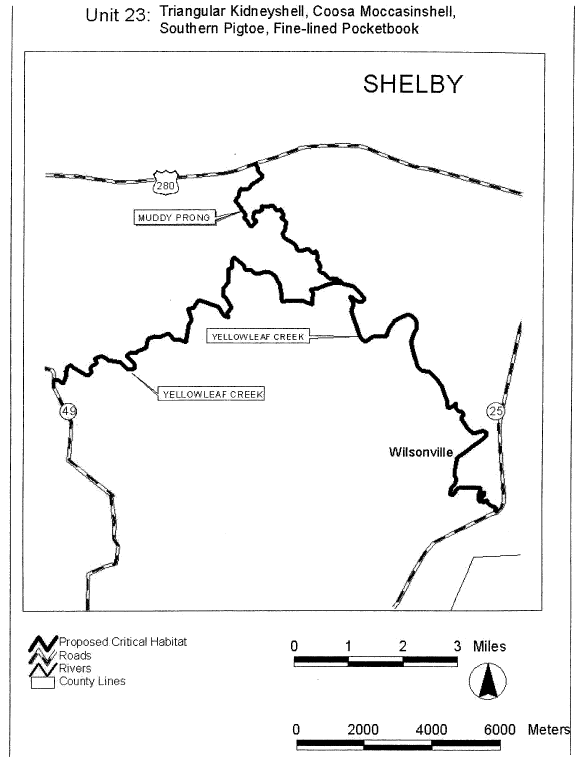 Unit 23: Triangular Kidneyshell, Coosa Moccasinshell,
Southern Pigtoe, Fine-lined Pocketbook
SHELBY
280
MUDDY PRONG
YELLOWLEAF CREEK
YELLOWLEAF CREEK
49
25
Wilsonville
Proposed Critical Habitat
Roads
Rivers
County Lines
0 1 2 3 Miles
0 2000 4000 6000 Meters